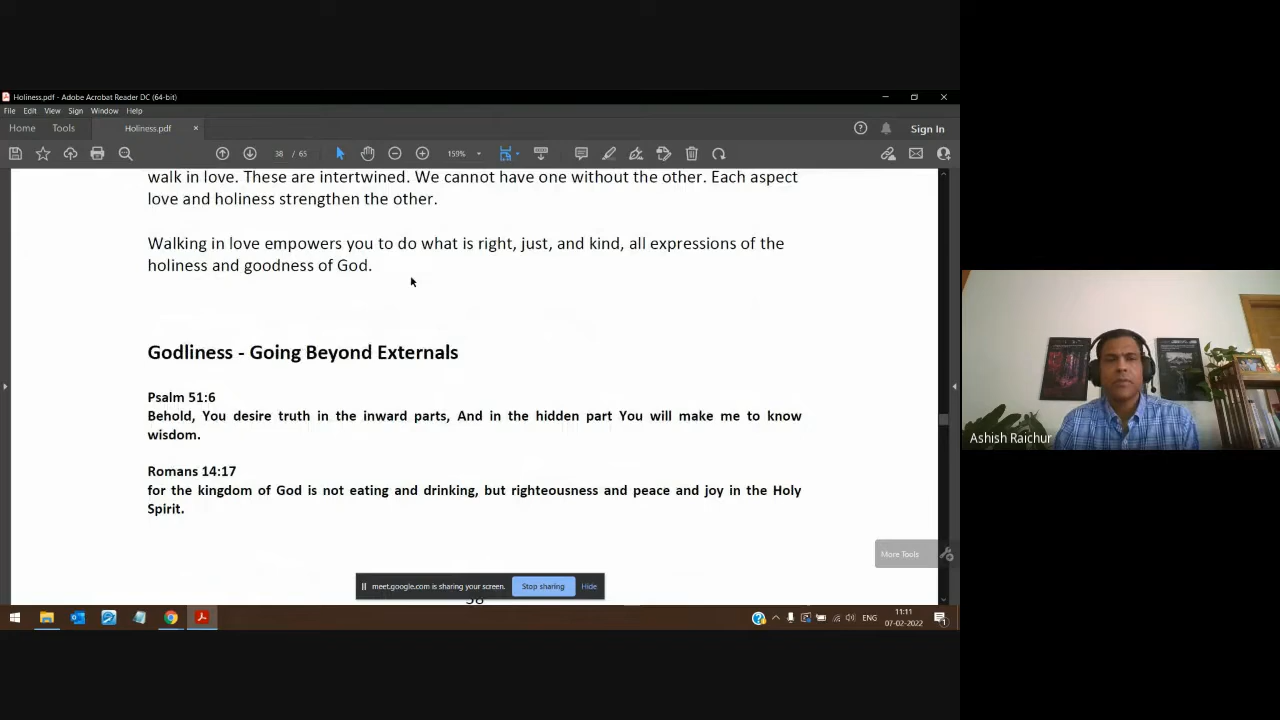 Holiness.pdf - Adobe Acrobat Reader DC (64-bit)
File Edit View Sign Window Help
Home Tools Holiness.pdf × Sign In
38 / 65 159%
walk in love. These are intertwined. We cannot have one without the other. Each aspect
love and holiness strengthen the other.
Walking in love empowers you to do what is right, just, and kind, all expressions of the
holiness and goodness of God.
Godliness - Going Beyond Externals
Psalm 51:6
Behold, You desire truth in the inward parts, And in the hidden part You will make me to know
wisdom.
Romans 14:17
for the kingdom of God is not eating and drinking, but righteousness and peace and joy in the Holy
Spirit.
More Tools
meet.google.com is sharing your screen. Stop sharing Hide
38
ENG 11:11
07-02-2022
Ashish Raichur